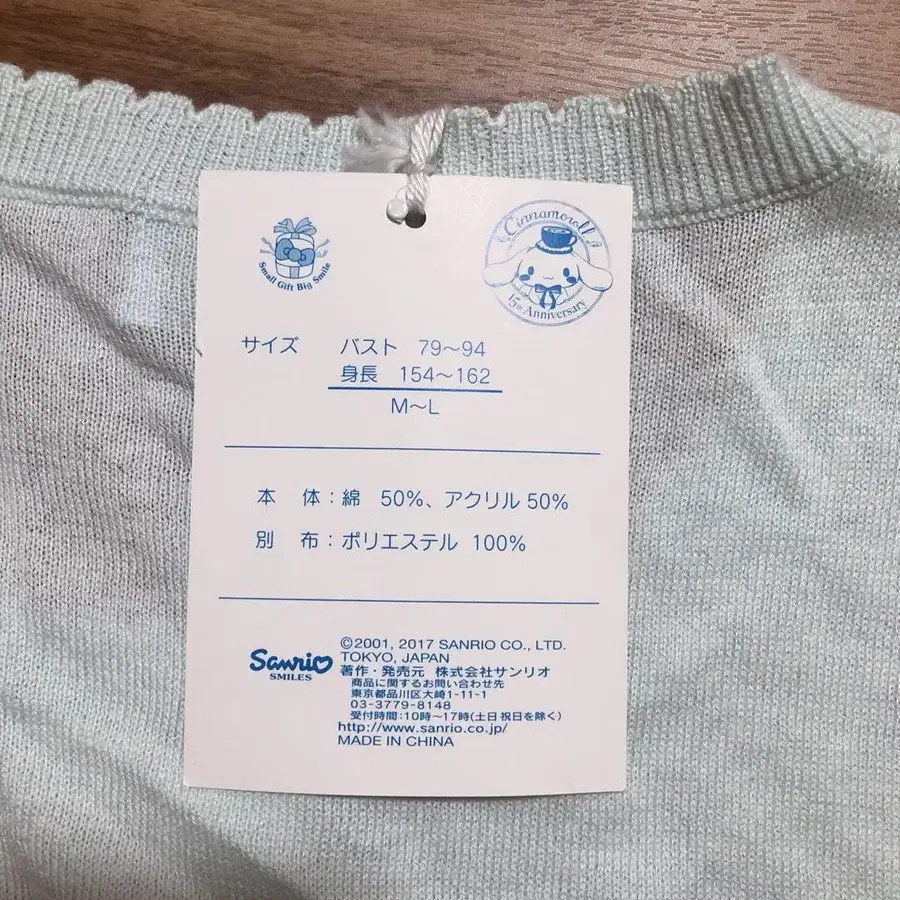 Small Gift Big Smile
Cinnamoroll
15th Anniversary
サイズ バスト 79～94
身長 154～162
M～L
本 体：綿 50%、アクリル 50%
別 布：ポリエステル 100%
Sanrio
SMILES
©2001, 2017 SANRIO CO., LTD.
TOKYO, JAPAN
著作・発売元 株式会社サンリオ
商品に関するお問い合わせ先
東京都品川区大崎1-11-1
03-3779-8148
受付時間：10時～17時(土日祝日を除く)
http://www.sanrio.co.jp/
MADE IN CHINA